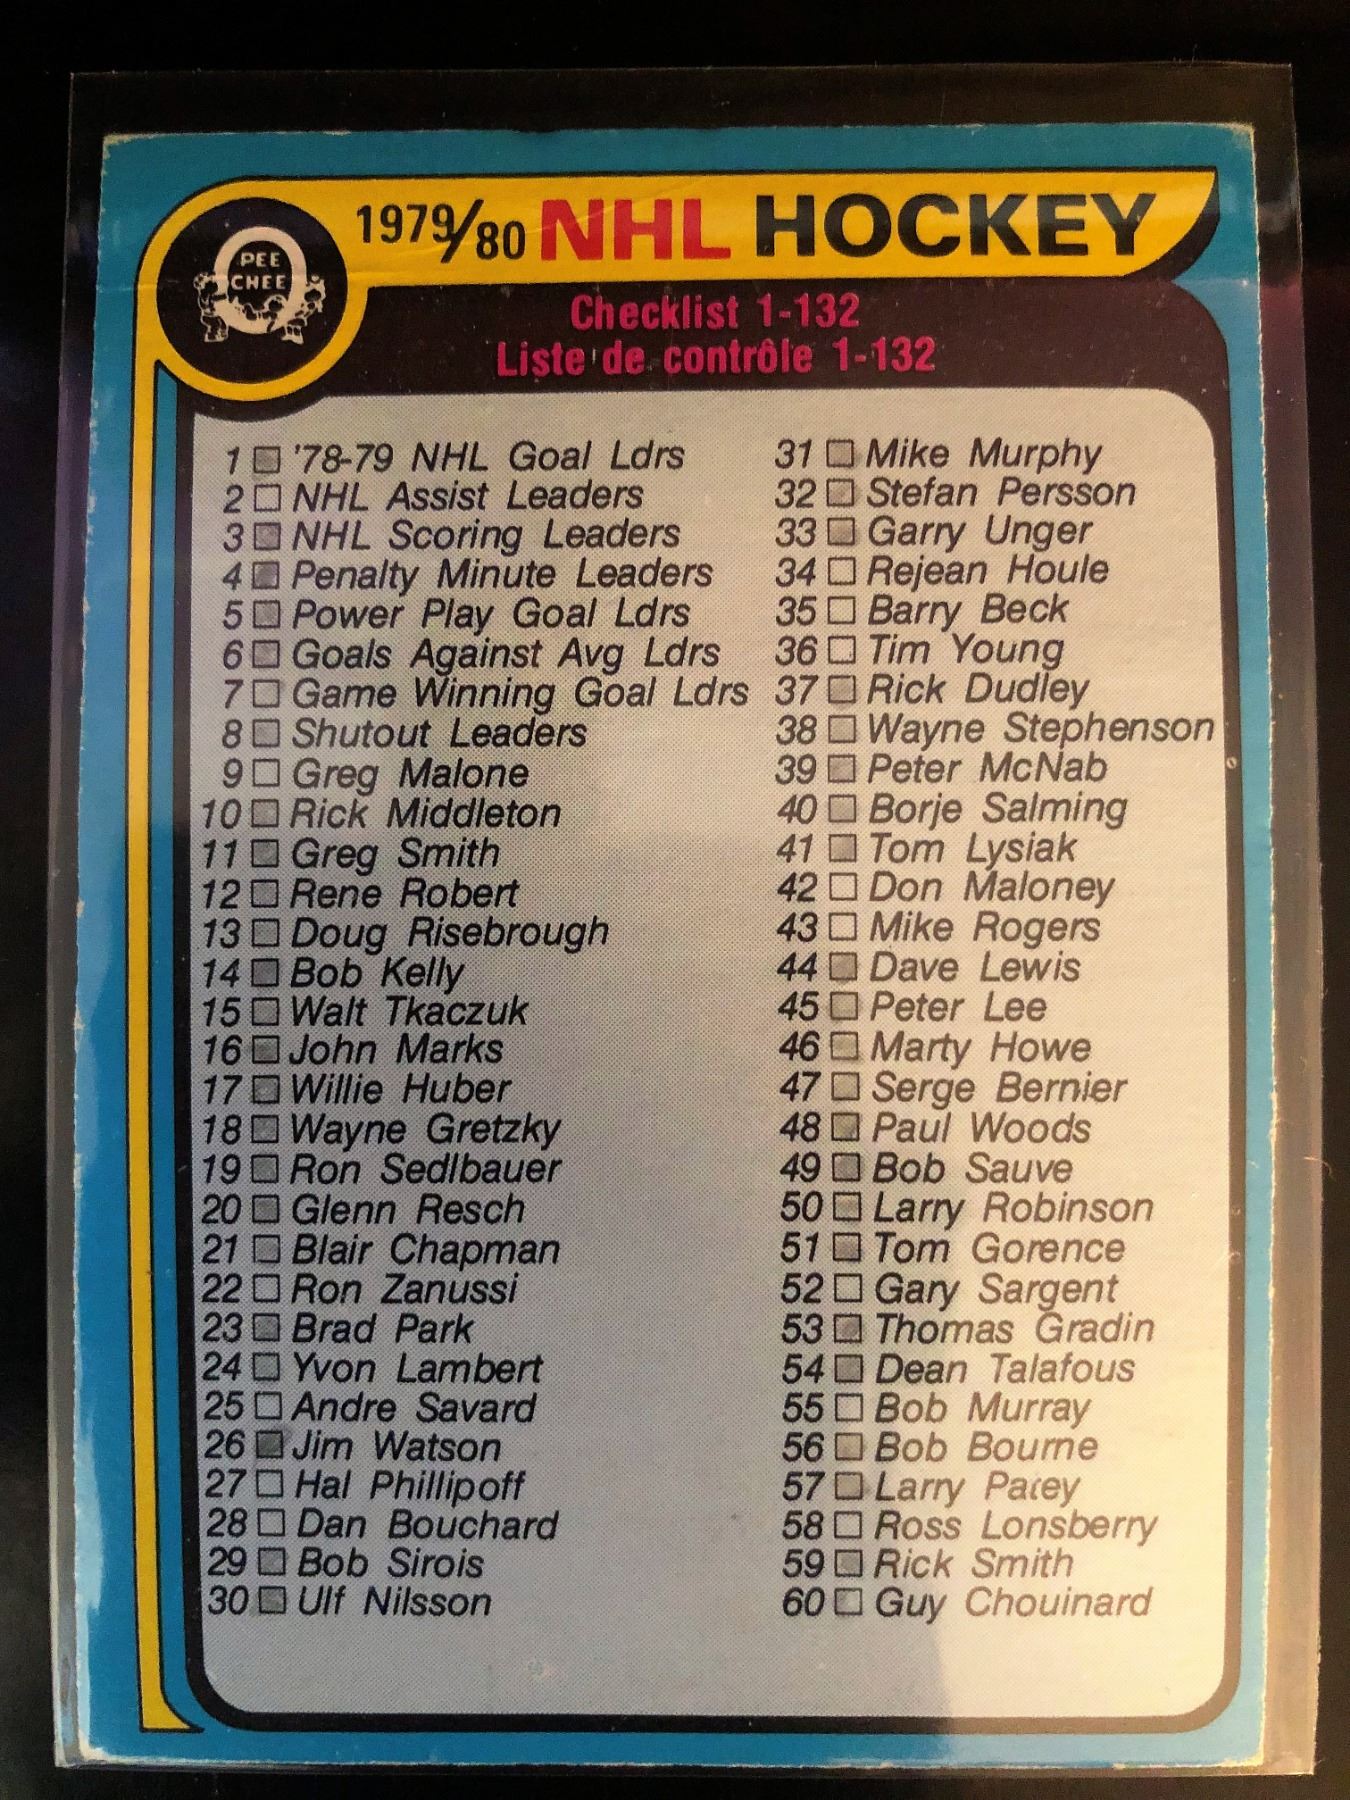 PEE
CHEE
1979/80 NHL HOCKEY
Checklist 1-132
Liste de contrôle 1-132
1 '78-79 NHL Goal Ldrs
2 NHL Assist Leaders
3 NHL Scoring Leaders
4 Penalty Minute Leaders
5 Power Play Goal Ldrs
6 Goals Against Avg Ldrs
7 Game Winning Goal Ldrs
8 Shutout Leaders
9 Greg Malone
10 Rick Middleton
11 Greg Smith
12 Rene Robert
13 Doug Risebrough
14 Bob Kelly
15 Walt Tkaczuk
16 John Marks
17 Willie Huber
18 Wayne Gretzky
19 Ron Sedlbauer
20 Glenn Resch
21 Blair Chapman
22 Ron Zanussi
23 Brad Park
24 Yvon Lambert
25 Andre Savard
26 Jim Watson
27 Hal Phillipoff
28 Dan Bouchard
29 Bob Sirois
30 Ulf Nilsson
31 Mike Murphy
32 Stefan Persson
33 Garry Unger
34 Rejean Houle
35 Barry Beck
36 Tim Young
37 Rick Dudley
38 Wayne Stephenson
39 Peter McNab
40 Borje Salming
41 Tom Lysiak
42 Don Maloney
43 Mike Rogers
44 Dave Lewis
45 Peter Lee
46 Marty Howe
47 Serge Bernier
48 Paul Woods
49 Bob Sauve
50 Larry Robinson
51 Tom Gorence
52 Gary Sargent
53 Thomas Gradin
54 Dean Talafous
55 Bob Murray
56 Bob Bourne
57 Larry Patey
58 Ross Lonsberry
59 Rick Smith
60 Guy Chouinard